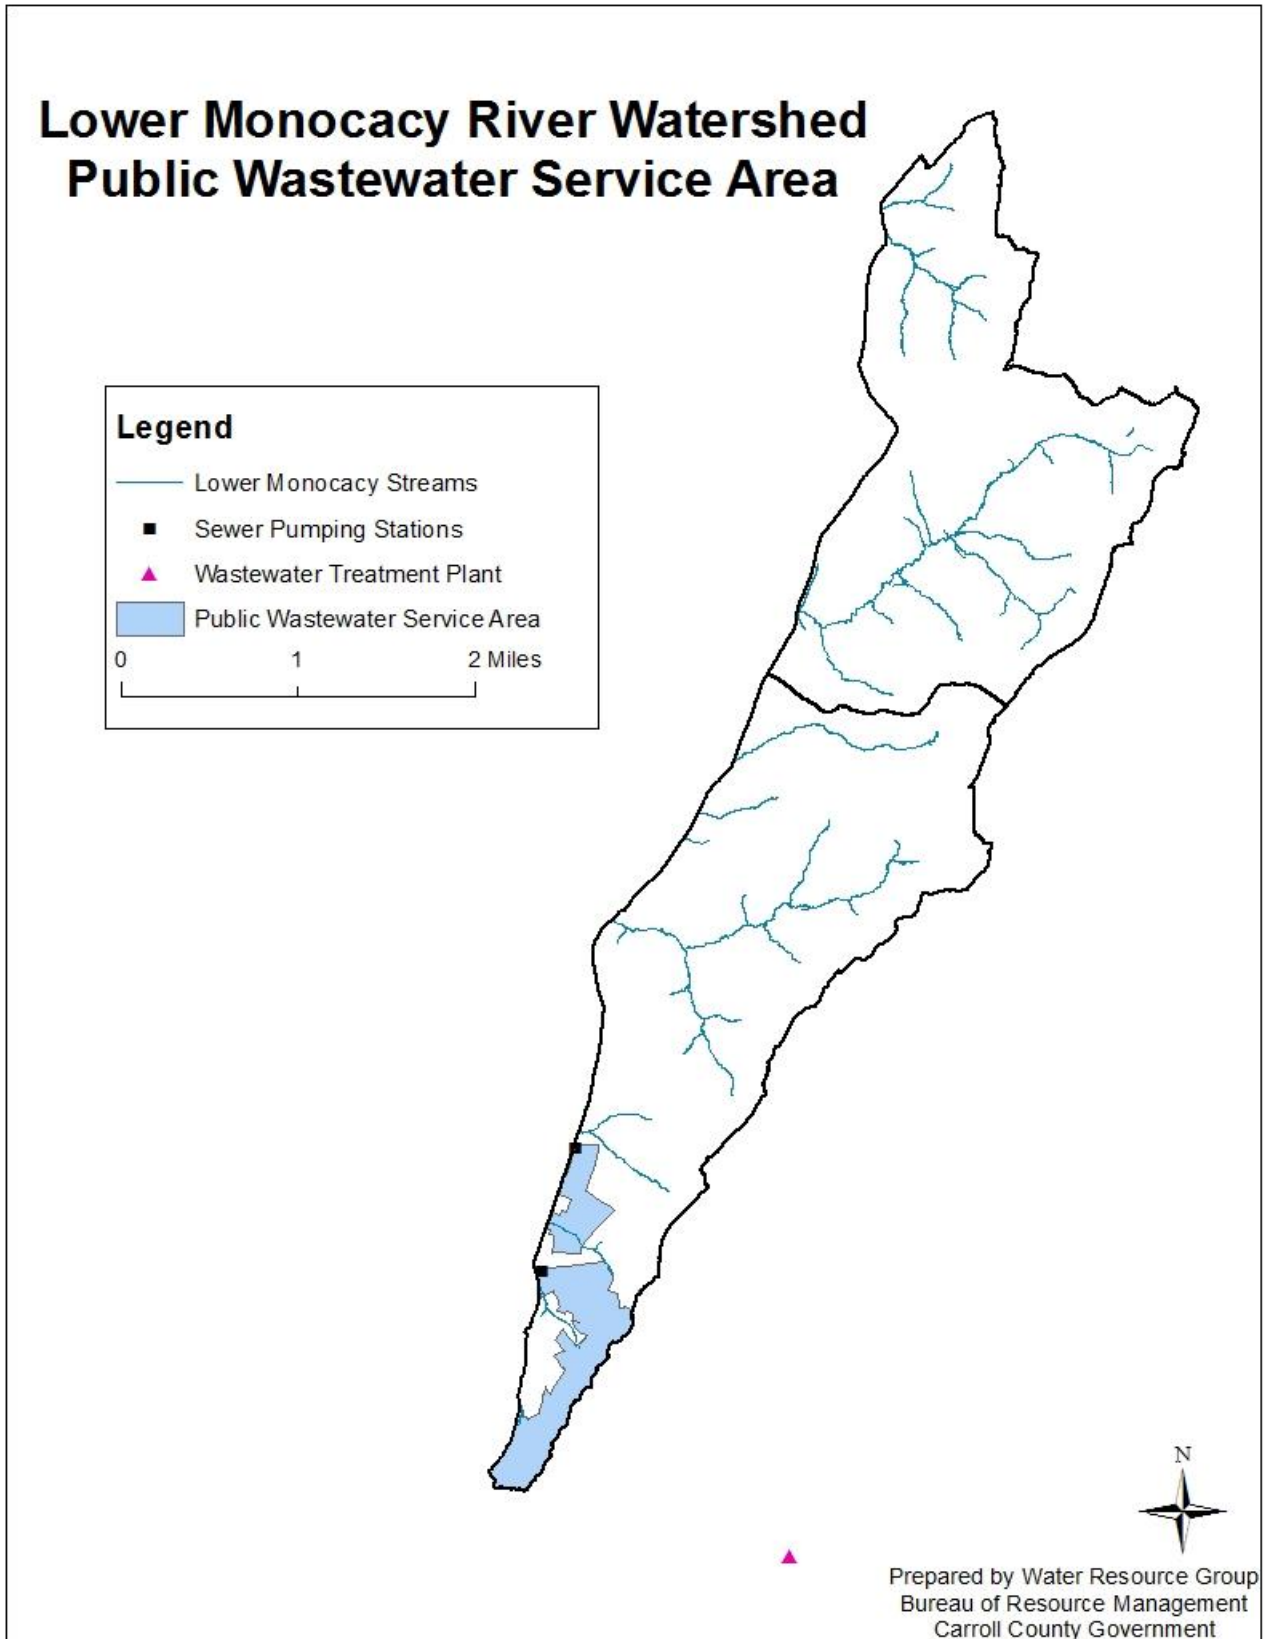 Lower Monocacy River Watershed
Public Wastewater Service Area
Legend
Lower Monocacy Streams
Sewer Pumping Stations
Wastewater Treatment Plant
Public Wastewater Service Area
0 1 2 Miles
N
Prepared by Water Resource Group
Bureau of Resource Management
Carroll County Government